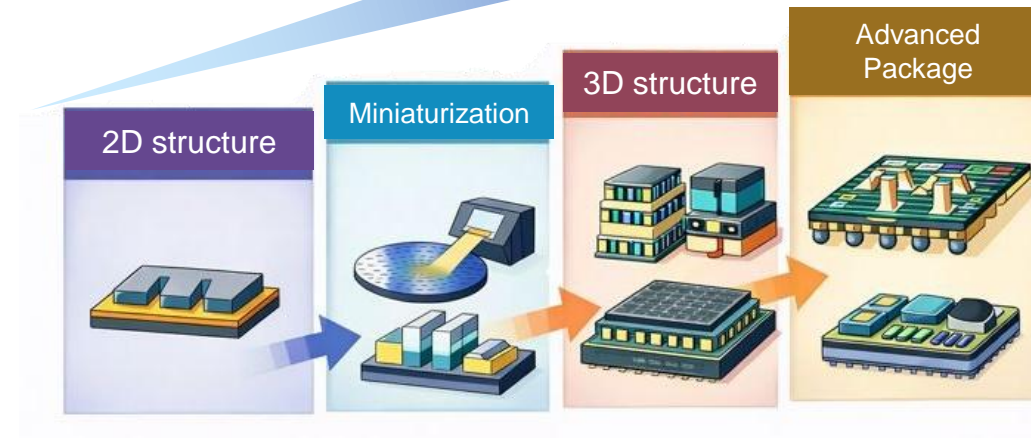 2D structure
Miniaturization
3D structure
Advanced
Package